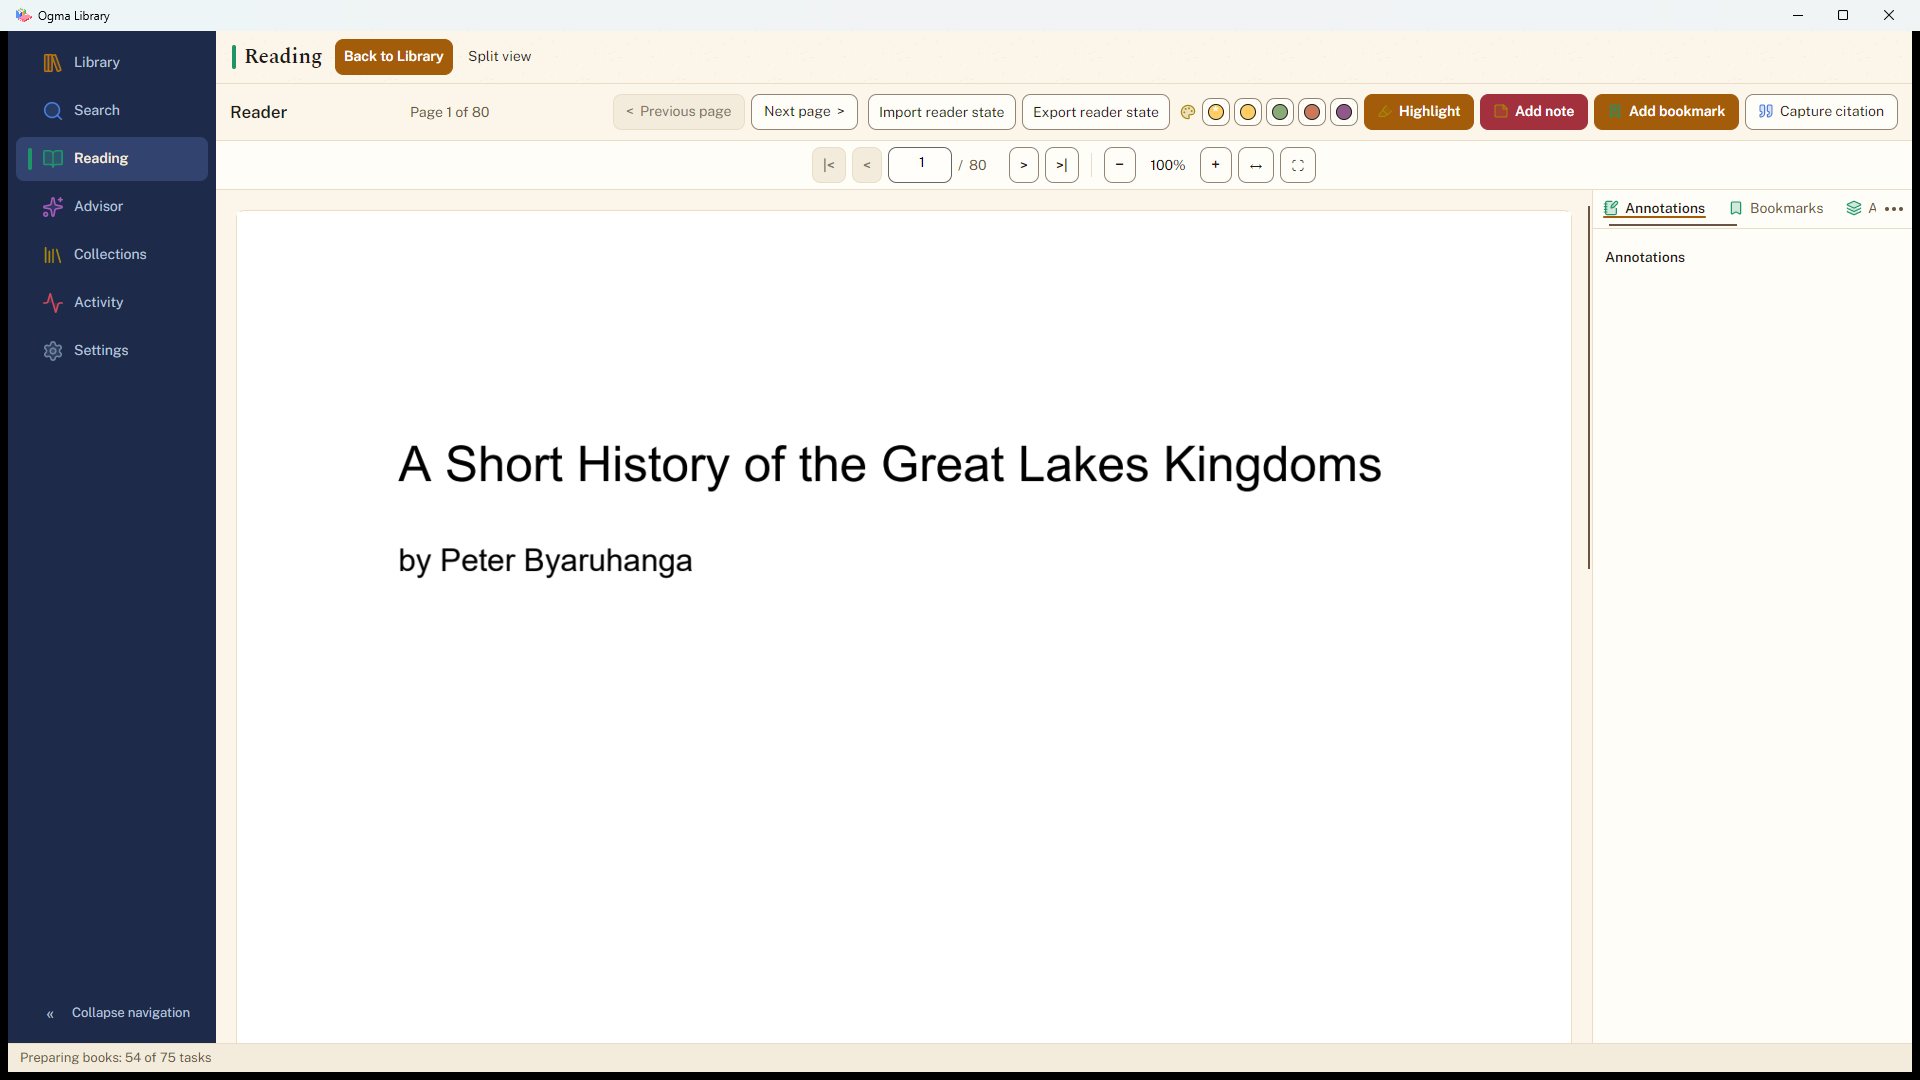 Ogma Library
Library
Search
Reading
Advisor
Collections
Activity
Settings
« Collapse navigation
Reading
Back to Library
Split view
Reader
Page 1 of 80
< Previous page
Next page >
Import reader state
Export reader state
Highlight
Add note
Add bookmark
Capture citation
|<
<
1
/ 80
>
>|
−
100%
+
↔
A Short History of the Great Lakes Kingdoms
by Peter Byaruhanga
Annotations
Bookmarks
A •••
Annotations
Preparing books: 54 of 75 tasks